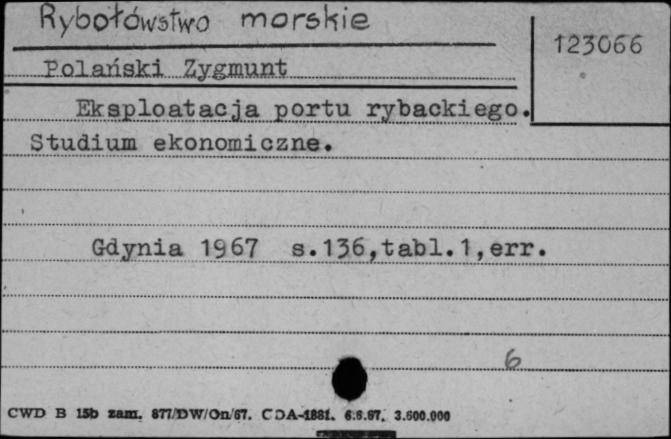 Rybołówstwo morskie
123066
Polański Zygmunt
Eksploatacja portu rybackiego.
Studium ekonomiczne.
Gdynia 1967 s.136,tabl.1,err.
6
CWD B 15b zam. 877/DW/On/67. CDA-1881. 6.6.67. 3.600.000